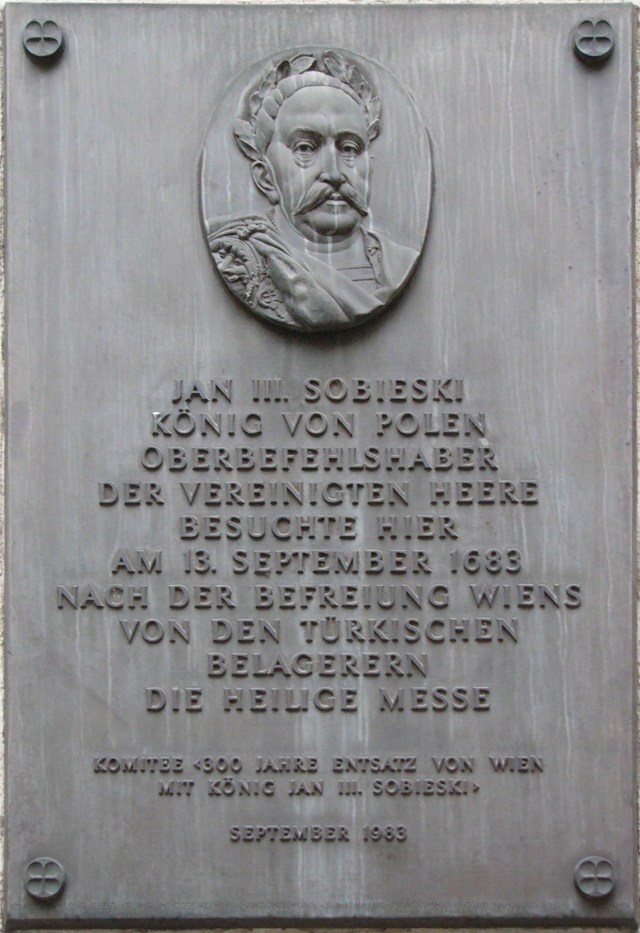 JAN III. SOBIESKI
KÖNIG VON POLEN
OBERBEFEHLSHABER
DER VEREINIGTEN HEERE
BESUCHTE HIER
AM 13. SEPTEMBER 1683
NACH DER BEFREIUNG WIENS
VON DEN TÜRKISCHEN
BELAGERERN
DIE HEILIGE MESSE
KOMITEE <300 JAHRE ENTSATZ VON WIEN
MIT KÖNIG JAN III. SOBIESKI>
SEPTEMBER 1983